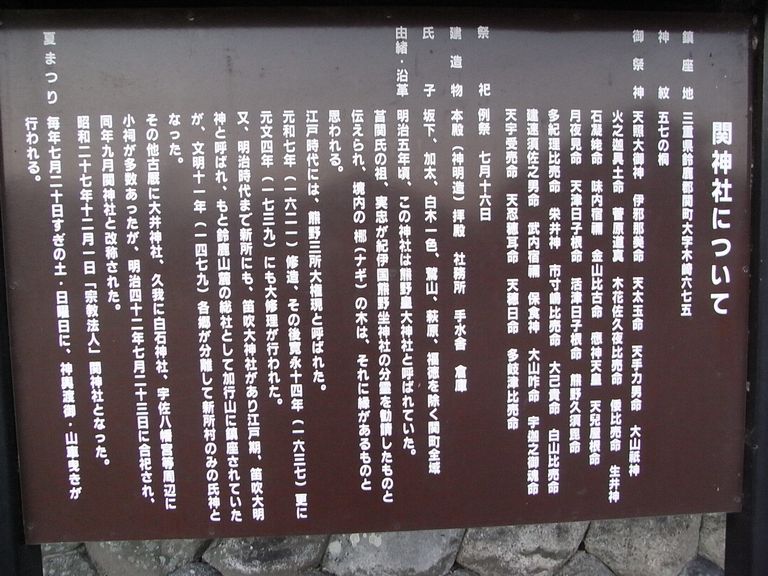 関神社について
鎮座地 三重県鈴鹿郡関町大字木崎六七五
神紋 五七の桐
御祭神 天照大御神 伊邪那美命 天太玉命 天手力男命 大山祇神
火之迦具土命 菅原道真 木花佐久夜比売命 倭比売命 生井神
石凝姥命 味内宿禰 金山比古命 應神天皇 天兒屋根命
月夜見命 天津日子根命 活津日子根命 熊野久須毘命
多紀理比売命 栄井神 市寸嶋比売命 大己貴命 白山比売命
建速須佐之男命 武内宿禰 保食神 大山咋命 宇迦之御魂命
天宇受売命 天忍穂耳命 天穂日命 多岐津比売命
祭祀 例祭 七月十六日
建造物 本殿（神明造）拝殿 社務所 手水舎 倉庫
氏子 坂下、加太、白木一色、鷲山、萩原、福徳を除く関町全域
由緒・沿革 明治五年頃、この神社は熊野皇大神社と呼ばれていた。
當関氏の祖、実忠が紀伊国熊野坐神社の分霊を勧請したものと
伝えられ、境内の梛（ナギ）の木は、それに縁があるものと
思われる。
江戸時代には、熊野三所大権現と呼ばれた。
元和七年（一六二一）修造、その後寛永十四年（一六三七）更に
元文四年（一七三九）にも大修理が行われた。
又、明治時代まで新所にも、笛吹大神社があり江戸期、笛吹大明
神と呼ばれ、もと鈴鹿山麓の総社として加行山に鎮座されていた
が、文明十一年（一四七九）各郷が分離して新所村のみの氏神と
なった。
その他古厩に大井神社、久我に白石神社、宇佐八幡宮等周辺に
小祠が多数あったが、明治四十二年七月二十三日に合祀され、
同年九月関神社と改称された。
昭和二十七年十二月一日「宗教法人」関神社となった。
夏まつり 毎年七月二十日すぎの土・日曜日に、神輿渡御・山車曳きが
行われる。